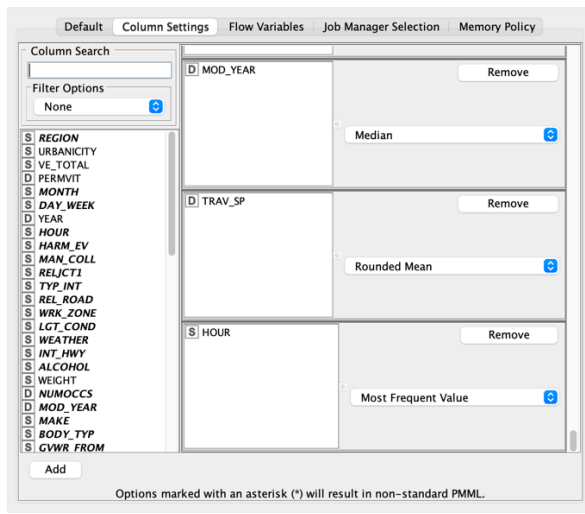 Default Column Settings Flow Variables Job Manager Selection Memory Policy
Column Search
Filter Options
None
S REGION
S URBANICITY
S VE_TOTAL
D PERMVIT
S MONTH
S DAY_WEEK
D YEAR
S HOUR
S HARM_EV
S MAN_COLL
S RELJCT1
S TYP_INT
S REL_ROAD
S WRK_ZONE
S LGT_COND
S WEATHER
S INT_HWY
S ALCOHOL
S WEIGHT
D NUMOCCS
D MOD_YEAR
S MAKE
S BODY_TYP
S GVWR_FROM
D MOD_YEAR
Remove
Median
D TRAV_SP
Remove
Rounded Mean
S HOUR
Remove
Most Frequent Value
Add
Options marked with an asterisk (*) will result in non-standard PMML.